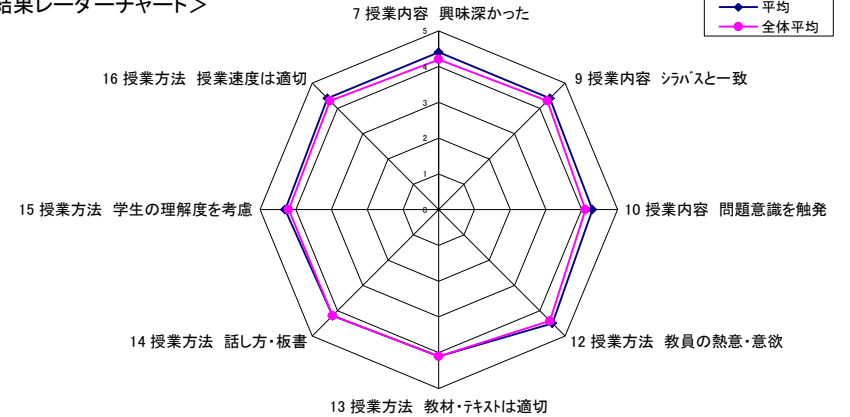 結果レーダーチャート＞
平均
全体平均
7 授業内容 興味深かった
9 授業内容 シラバスと一致
10 授業内容 問題意識を触発
12 授業方法 教員の熱意・意欲
13 授業方法 教材・テキストは適切
14 授業方法 話し方・板書
15 授業方法 学生の理解度を考慮
16 授業方法 授業速度は適切
5
4
3
2
1
0